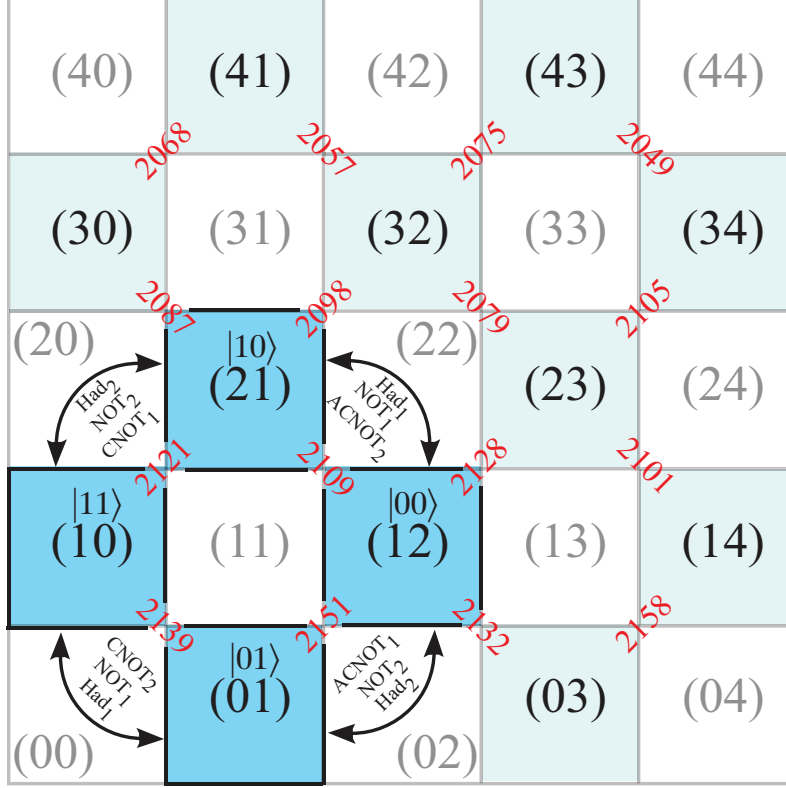 (40) (41) (42) (43) (44)
2068 2057 2075 2049
(30) (31) (32) (33) (34)
2087 2098 2079 2105
(20) |10⟩ (22)
(21) (23) (24)
Had₂
NOT₂
CNOT₁
Had₁
NOT₁
ACNOT₂
2121 2109 2128 2101
|11⟩ |00⟩
(10) (11) (12) (13) (14)
2139 2151 2132 2158
CNOT₂
NOT₁
Had₁
|01⟩
ACNOT₁
NOT₂
Had₂
(01) (03) (04)
(00) (02)